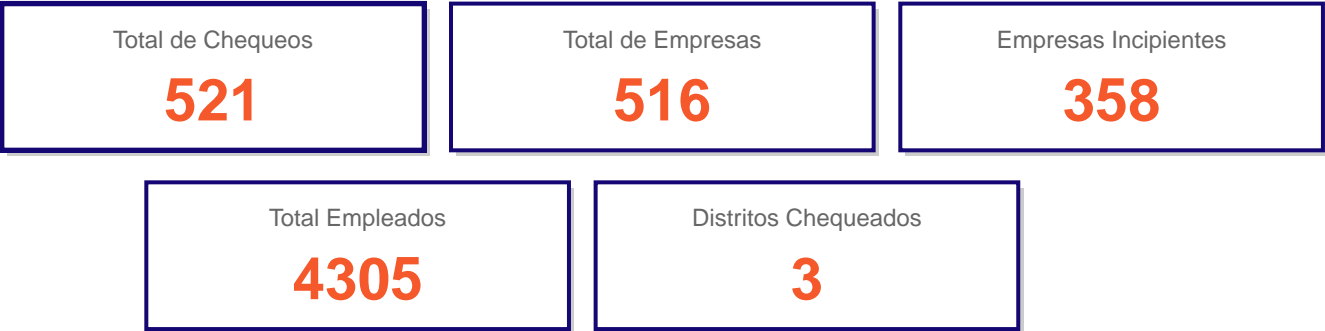 Total de Chequeos
521
Total de Empresas
516
Empresas Incipientes
358
Total Empleados
4305
Distritos Chequeados
3